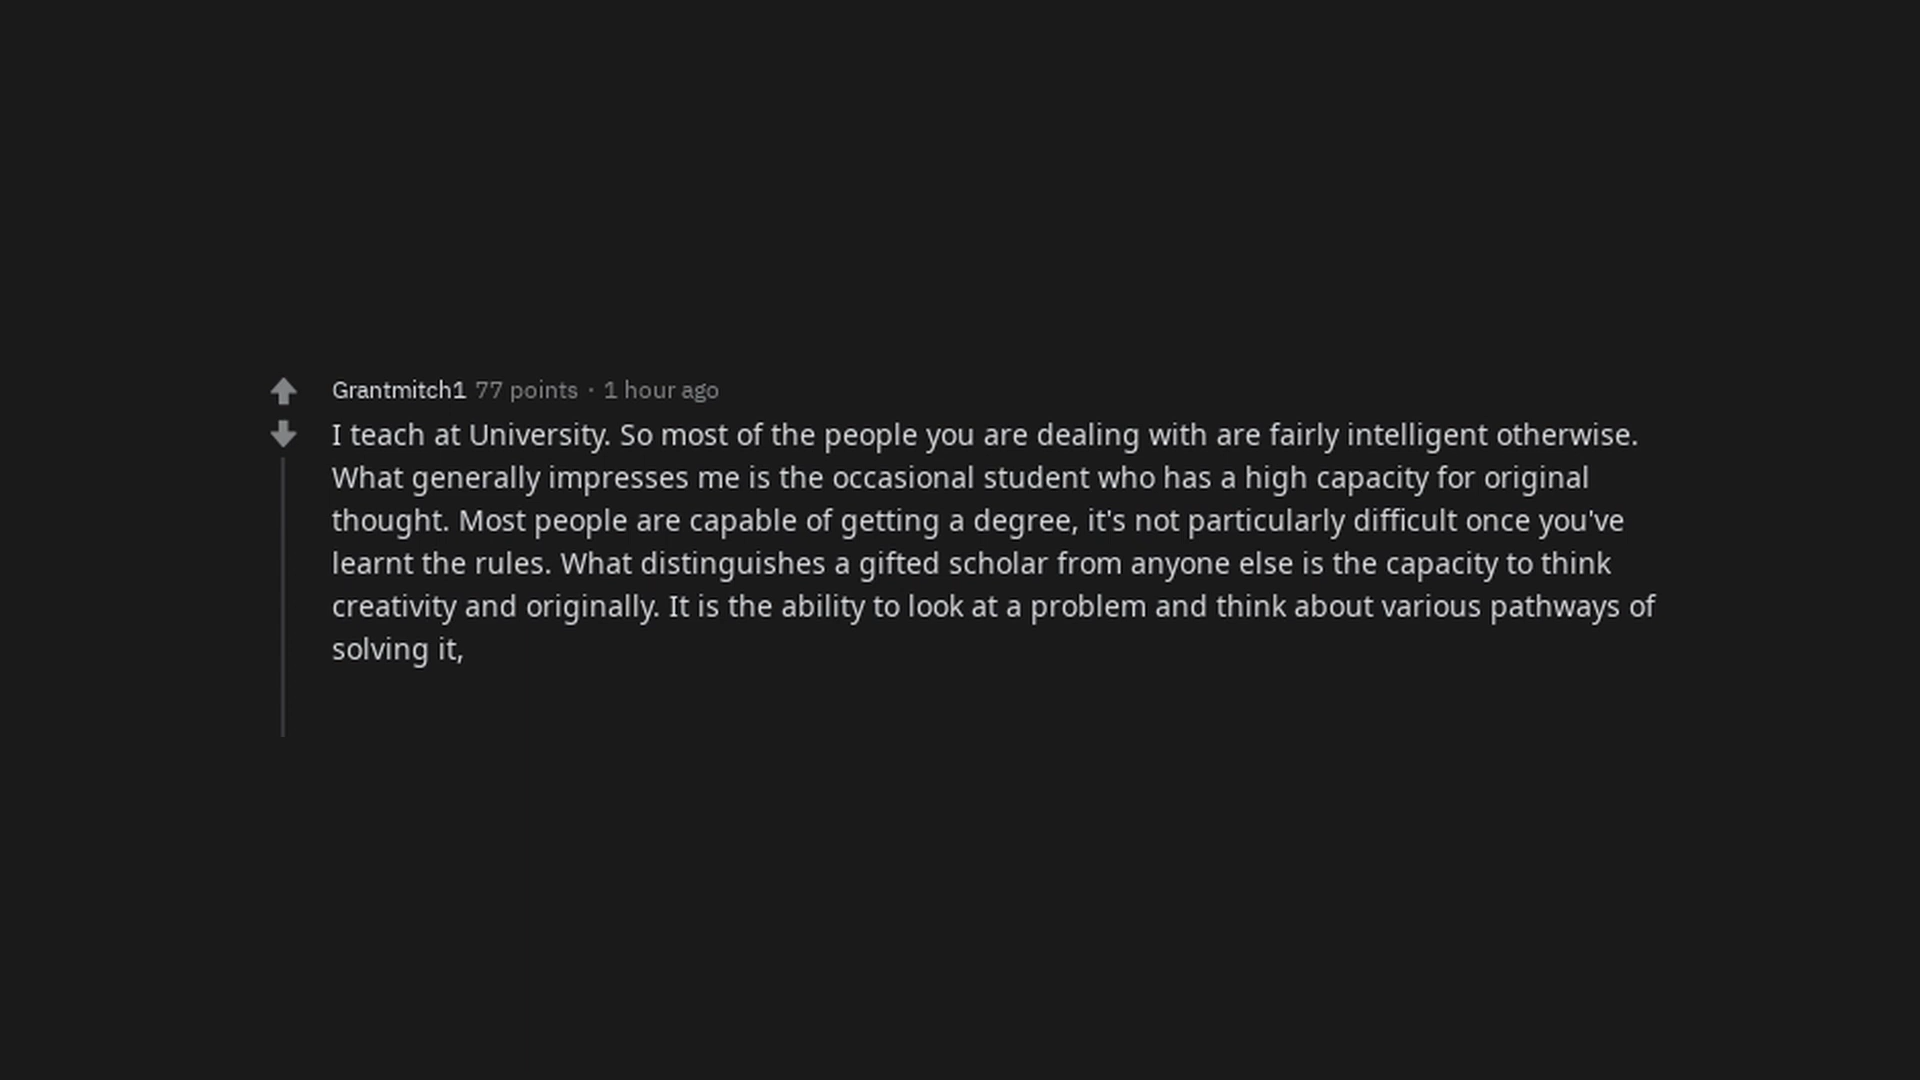 Grantmitch1 77 points · 1 hour ago
I teach at University. So most of the people you are dealing with are fairly intelligent otherwise.
What generally impresses me is the occasional student who has a high capacity for original
thought. Most people are capable of getting a degree, it's not particularly difficult once you've
learnt the rules. What distinguishes a gifted scholar from anyone else is the capacity to think
creativity and originally. It is the ability to look at a problem and think about various pathways of
solving it,